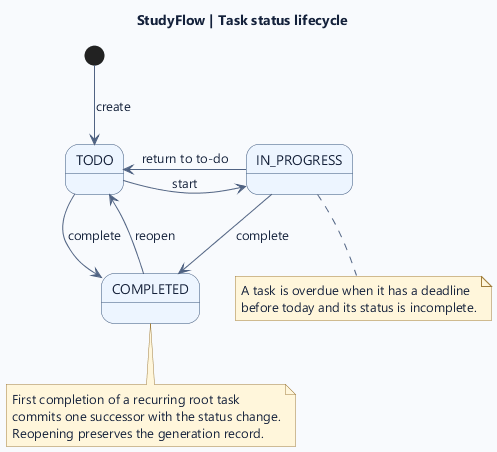 StudyFlow | Task status lifecycle
create
TODO
return to to-do
IN_PROGRESS
start
complete
reopen
complete
COMPLETED
A task is overdue when it has a deadline
before today and its status is incomplete.
First completion of a recurring root task
commits one successor with the status change.
Reopening preserves the generation record.